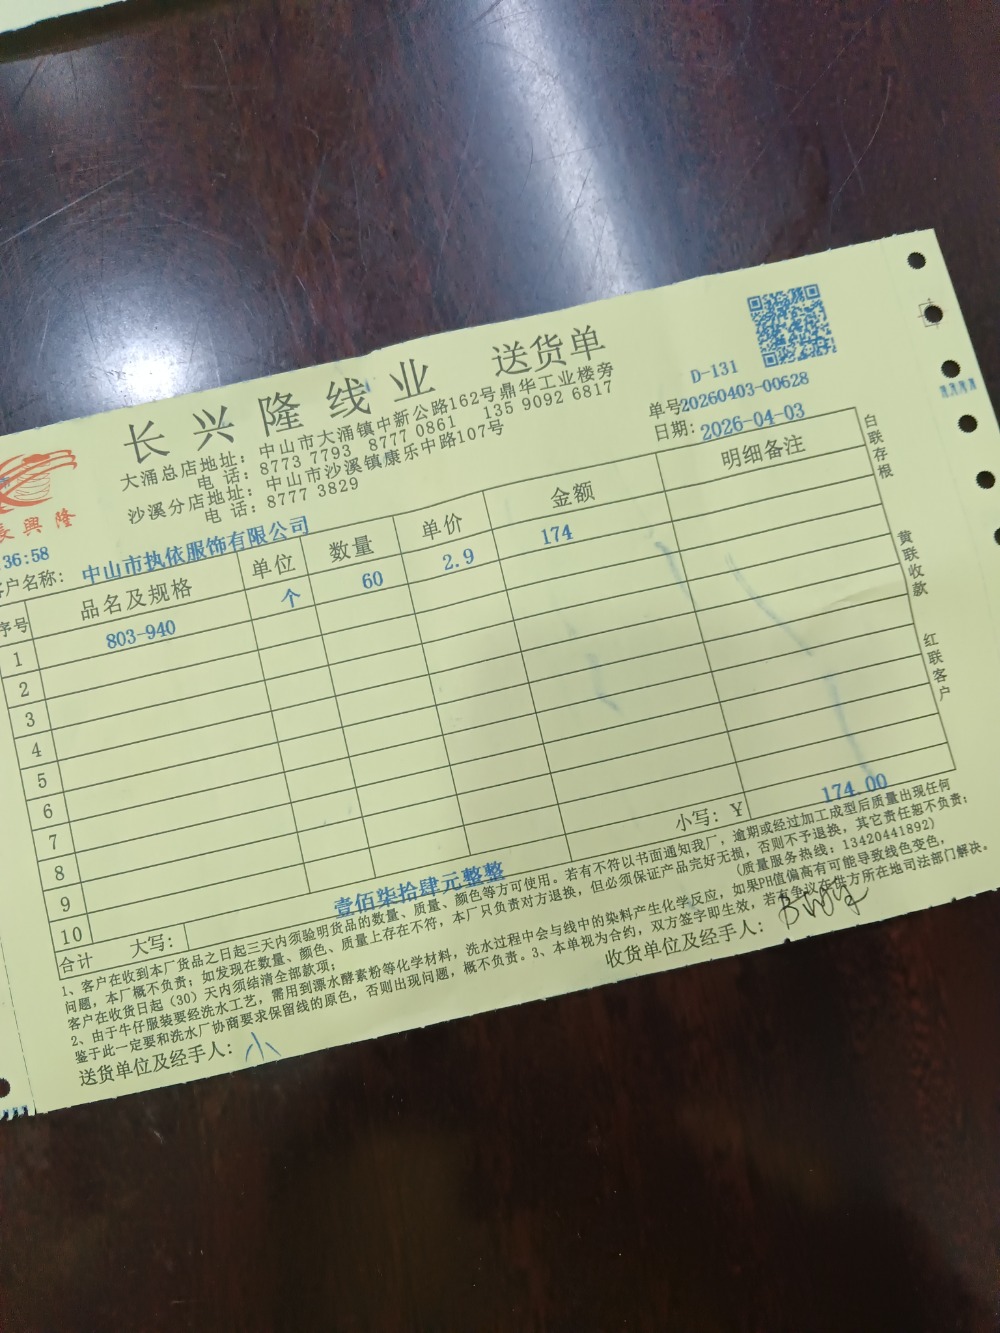 长兴隆线业 送货单
大涌总店地址：中山市大涌镇中新公路162号鼎华工业楼旁
电 话：8773 7793 8777 0861 135 9092 6817
沙溪分店地址：中山市沙溪镇康乐中路107号
电 话：8777 3829
D-131
单号20260403-00628
日期：2026-04-03
長興隆
36:58
客户名称：中山市执依服饰有限公司
序号 品名及规格 单位 数量 单价 金额 明细备注
1 803-940 个 60 2.9 174
2
3
4
5
6
7
8
9
10
合计 大写：壹佰柒拾肆元整整 小写：Y 174.00
白联存根
黄联收款
红联客户
1、客户在收到本厂货品之日起三天内须验明货品的数量、质量、颜色等方可使用。若有不符以书面通知我厂，逾期或经过加工成型后质量出现任何
问题，本厂概不负责；如发现在数量、颜色、质量上存在不符，本厂只负责对方退换，但必须保证产品完好无损，否则不予退换，其它责任恕不负责；
客户在收货日起（30）天内须结清全部款项； (质量服务热线：13420441892)
2、由于牛仔服装要经洗水工艺，需用到漂水酵素粉等化学材料，洗水过程中会与线中的染料产生化学反应，如果PH值偏高有可能导致线色变色，
鉴于此一定要和洗水厂协商要求保留线的原色，否则出现问题，概不负责。3、本单视为合约，双方签字即生效，若有争议在供方所在地司法部门解决。
送货单位及经手人：小
收货单位及经手人：